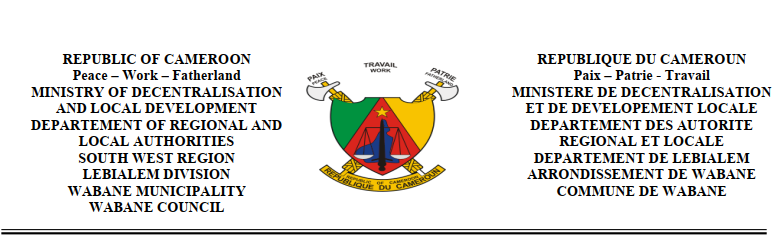 REPUBLIC OF CAMEROON
Peace – Work – Fatherland
MINISTRY OF DECENTRALISATION
AND LOCAL DEVELOPMENT
DEPARTEMENT OF REGIONAL AND
LOCAL AUTHORITIES
SOUTH WEST REGION
LEBIALEM DIVISION
WABANE MUNICIPALITY
WABANE COUNCIL
TRAVAIL
WORK
PAIX
PEACE
PATRIE
FATHERLAND
REPUBLIC OF CAMEROON
REPUBLIQUE DU CAMEROUN
REPUBLIQUE DU CAMEROUN
Paix – Patrie - Travail
MINISTERE DE DECENTRALISATION
ET DE DEVELOPEMENT LOCALE
DEPARTEMENT DES AUTORITE
REGIONAL ET LOCALE
DEPARTEMENT DE LEBIALEM
ARRONDISSEMENT DE WABANE
COMMUNE DE WABANE